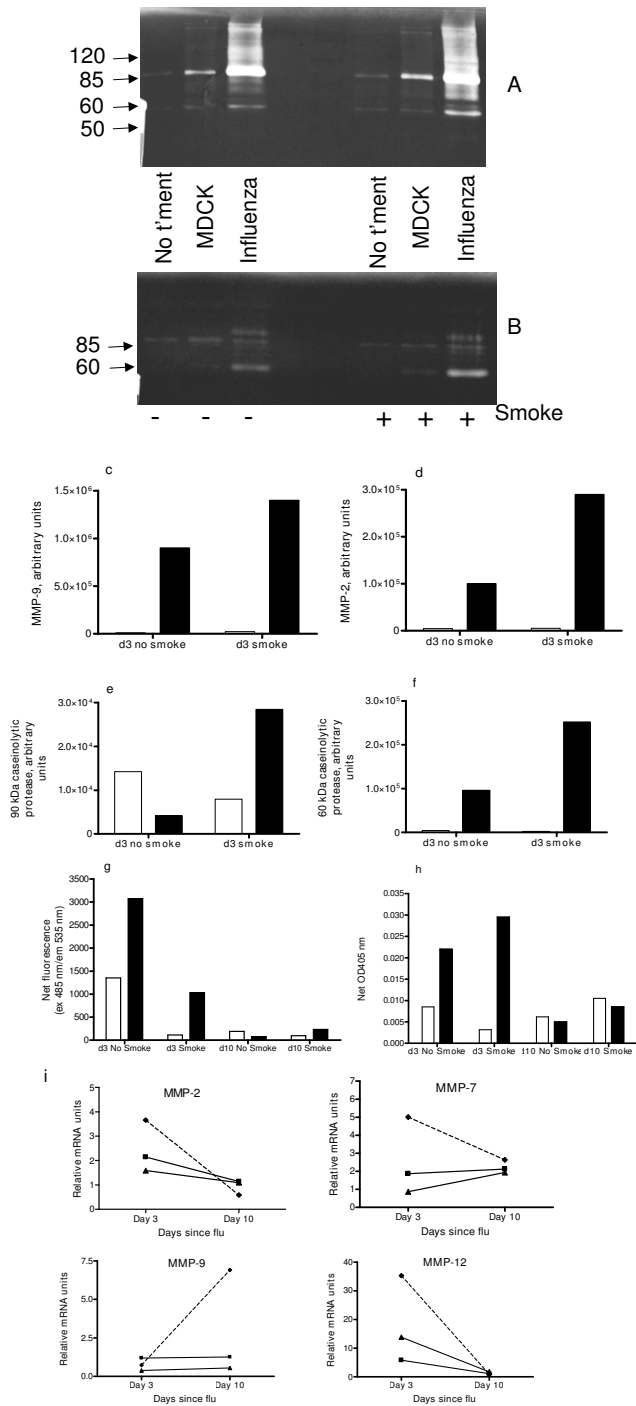 120
85
60
50
A
No t'ment
MDCK
Influenza
No t'ment
MDCK
Influenza
B
85
60
- - - + + + Smoke
c
MMP-9, arbitrary units
1.5×10⁶
1.0×10⁶
5.0×10⁵
0
d3 no smoke d3 smoke
d
MMP-2, arbitrary units
3.0×10⁵
2.0×10⁵
1.0×10⁵
0
d3 no smoke d3 smoke
e
90 kDa caseinolytic
protease, arbitrary
units
3.0×10⁴
2.0×10⁴
1.0×10⁴
0
d3 no smoke d3 smoke
f
60 kDa caseinolytic
protease, arbitrary
units
3.0×10⁵
2.0×10⁵
1.0×10⁵
0
d3 no smoke d3 smoke
g
Net fluorescence
(ex 485 nm/em 535 nm)
3500
3000
2500
2000
1500
1000
500
0
d3 No Smoke d3 Smoke d10 No Smoke d10 Smoke
h
Net OD405 nm
0.035
0.030
0.025
0.020
0.015
0.010
0.005
0.000
d3 No Smoke d3 Smoke l10 No Smoke d10 Smoke
i
MMP-2
Relative mRNA units
5
4
3
2
1
0
Day 3 Day 10
Days since flu
MMP-7
Relative mRNA units
7
6
5
4
3
2
1
0
Day 3 Day 10
Days since flu
MMP-9
Relative mRNA units
7.5
5.0
2.5
0.0
Day 3 Day 10
Days since flu
MMP-12
Relative mRNA units
40
30
20
10
0
Day 3 Day 10
Days since flu